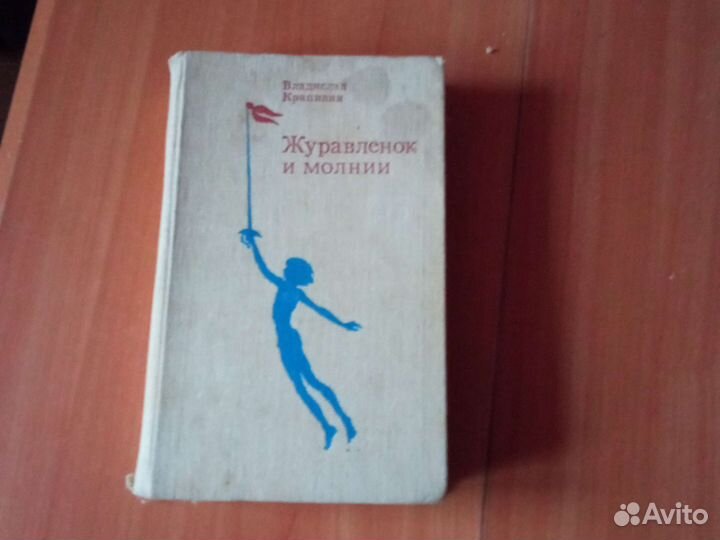 Владислав
Крапивин
Журавленок
и молнии
Avito